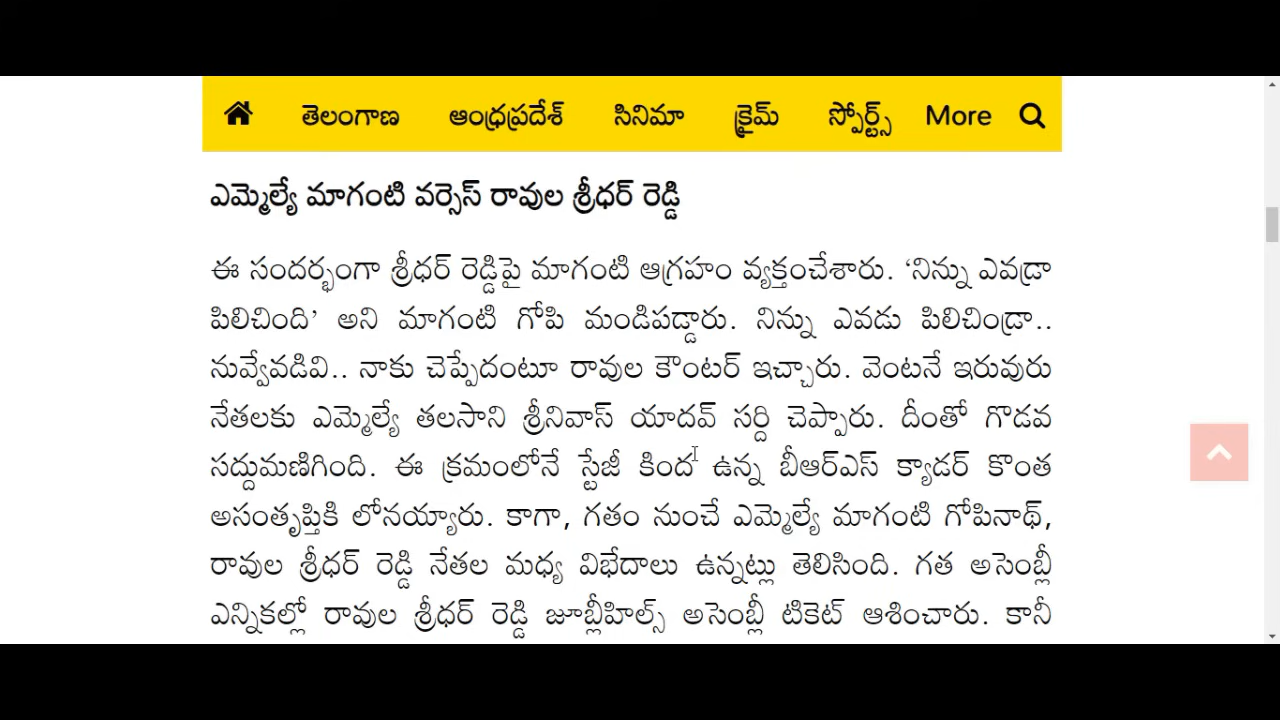 తెలంగాణ ఆంధ్రప్రదేశ్ సినిమా క్రైమ్ స్పోర్ట్స్ More
ఎమ్మెల్యే మాగంటి వర్సెస్ రావుల శ్రీధర్ రెడ్డి
ఈ సందర్భంగా శ్రీధర్ రెడ్డిపై మాగంటి ఆగ్రహం వ్యక్తంచేశారు. ‘నిన్ను ఎవడ్రా
పిలిచింది’ అని మాగంటి గోపి మండిపడ్డారు. నిన్ను ఎవడు పిలిచిండ్రా..
నువ్వేవడివి.. నాకు చెప్పేదంటూ రావుల కౌంటర్ ఇచ్చారు. వెంటనే ఇరువురు
నేతలకు ఎమ్మెల్యే తలసాని శ్రీనివాస్ యాదవ్ సర్ది చెప్పారు. దీంతో గొడవ
సద్దుమణిగింది. ఈ క్రమంలోనే స్టేజీ కింద ఉన్న బీఆర్ఎస్ క్యాడర్ కొంత
అసంతృప్తికి లోనయ్యారు. కాగా, గతం నుంచే ఎమ్మెల్యే మాగంటి గోపినాథ్,
రావుల శ్రీధర్ రెడ్డి నేతల మధ్య విభేదాలు ఉన్నట్లు తెలిసింది. గత అసెంబ్లీ
ఎన్నికల్లో రావుల శ్రీధర్ రెడ్డి జూబ్లీహిల్స్ అసెంబ్లీ టికెట్ ఆశించారు. కానీ